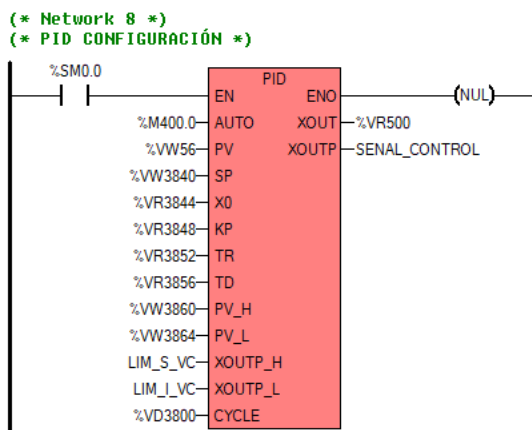 (* Network 8 *)
(* PID CONFIGURACIÓN *)
%SM0.0
PID
EN ENO (NUL)
%M400.0 AUTO XOUT %VR500
%VW56 PV XOUTP SENAL_CONTROL
%VW3840 SP
%VR3844 X0
%VR3848 KP
%VR3852 TR
%VR3856 TD
%VW3860 PV_H
%VW3864 PV_L
LIM_S_VC XOUTP_H
LIM_I_VC XOUTP_L
%VD3800 CYCLE